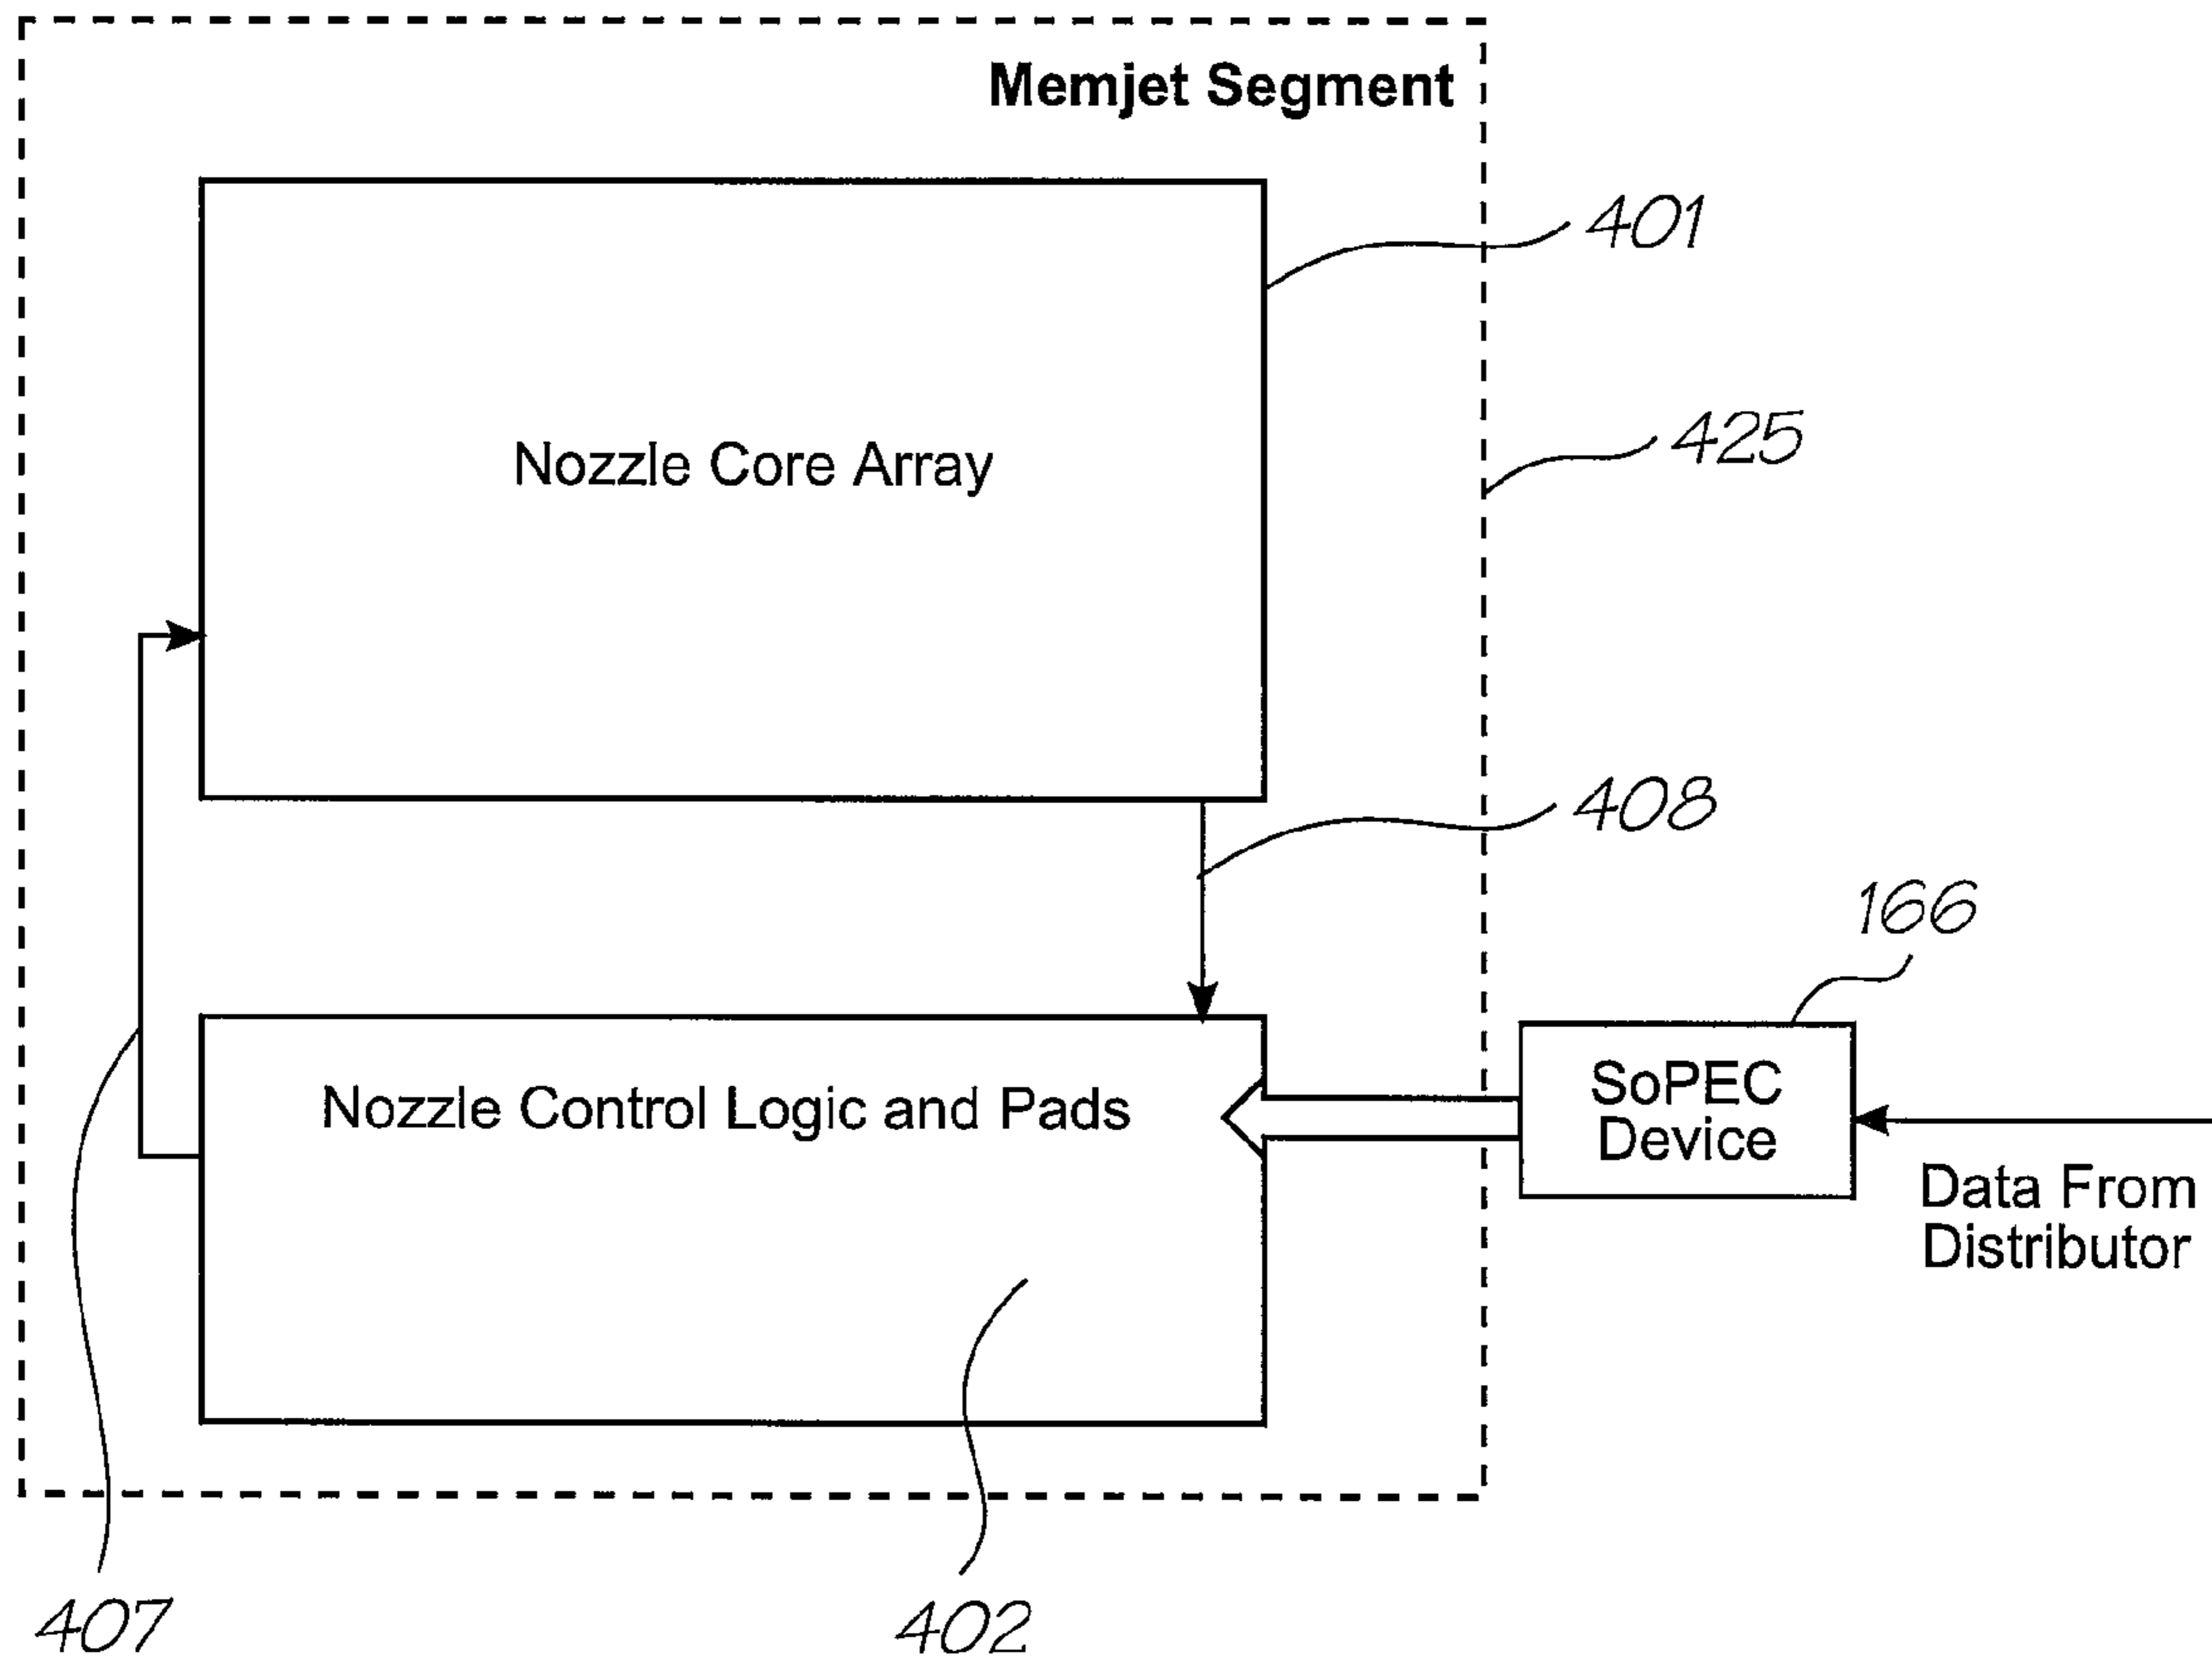 Memjet Segment
401
Nozzle Core Array
425
408
166
SoPEC
Device
Nozzle Control Logic and Pads
Data From
Distributor
407
402